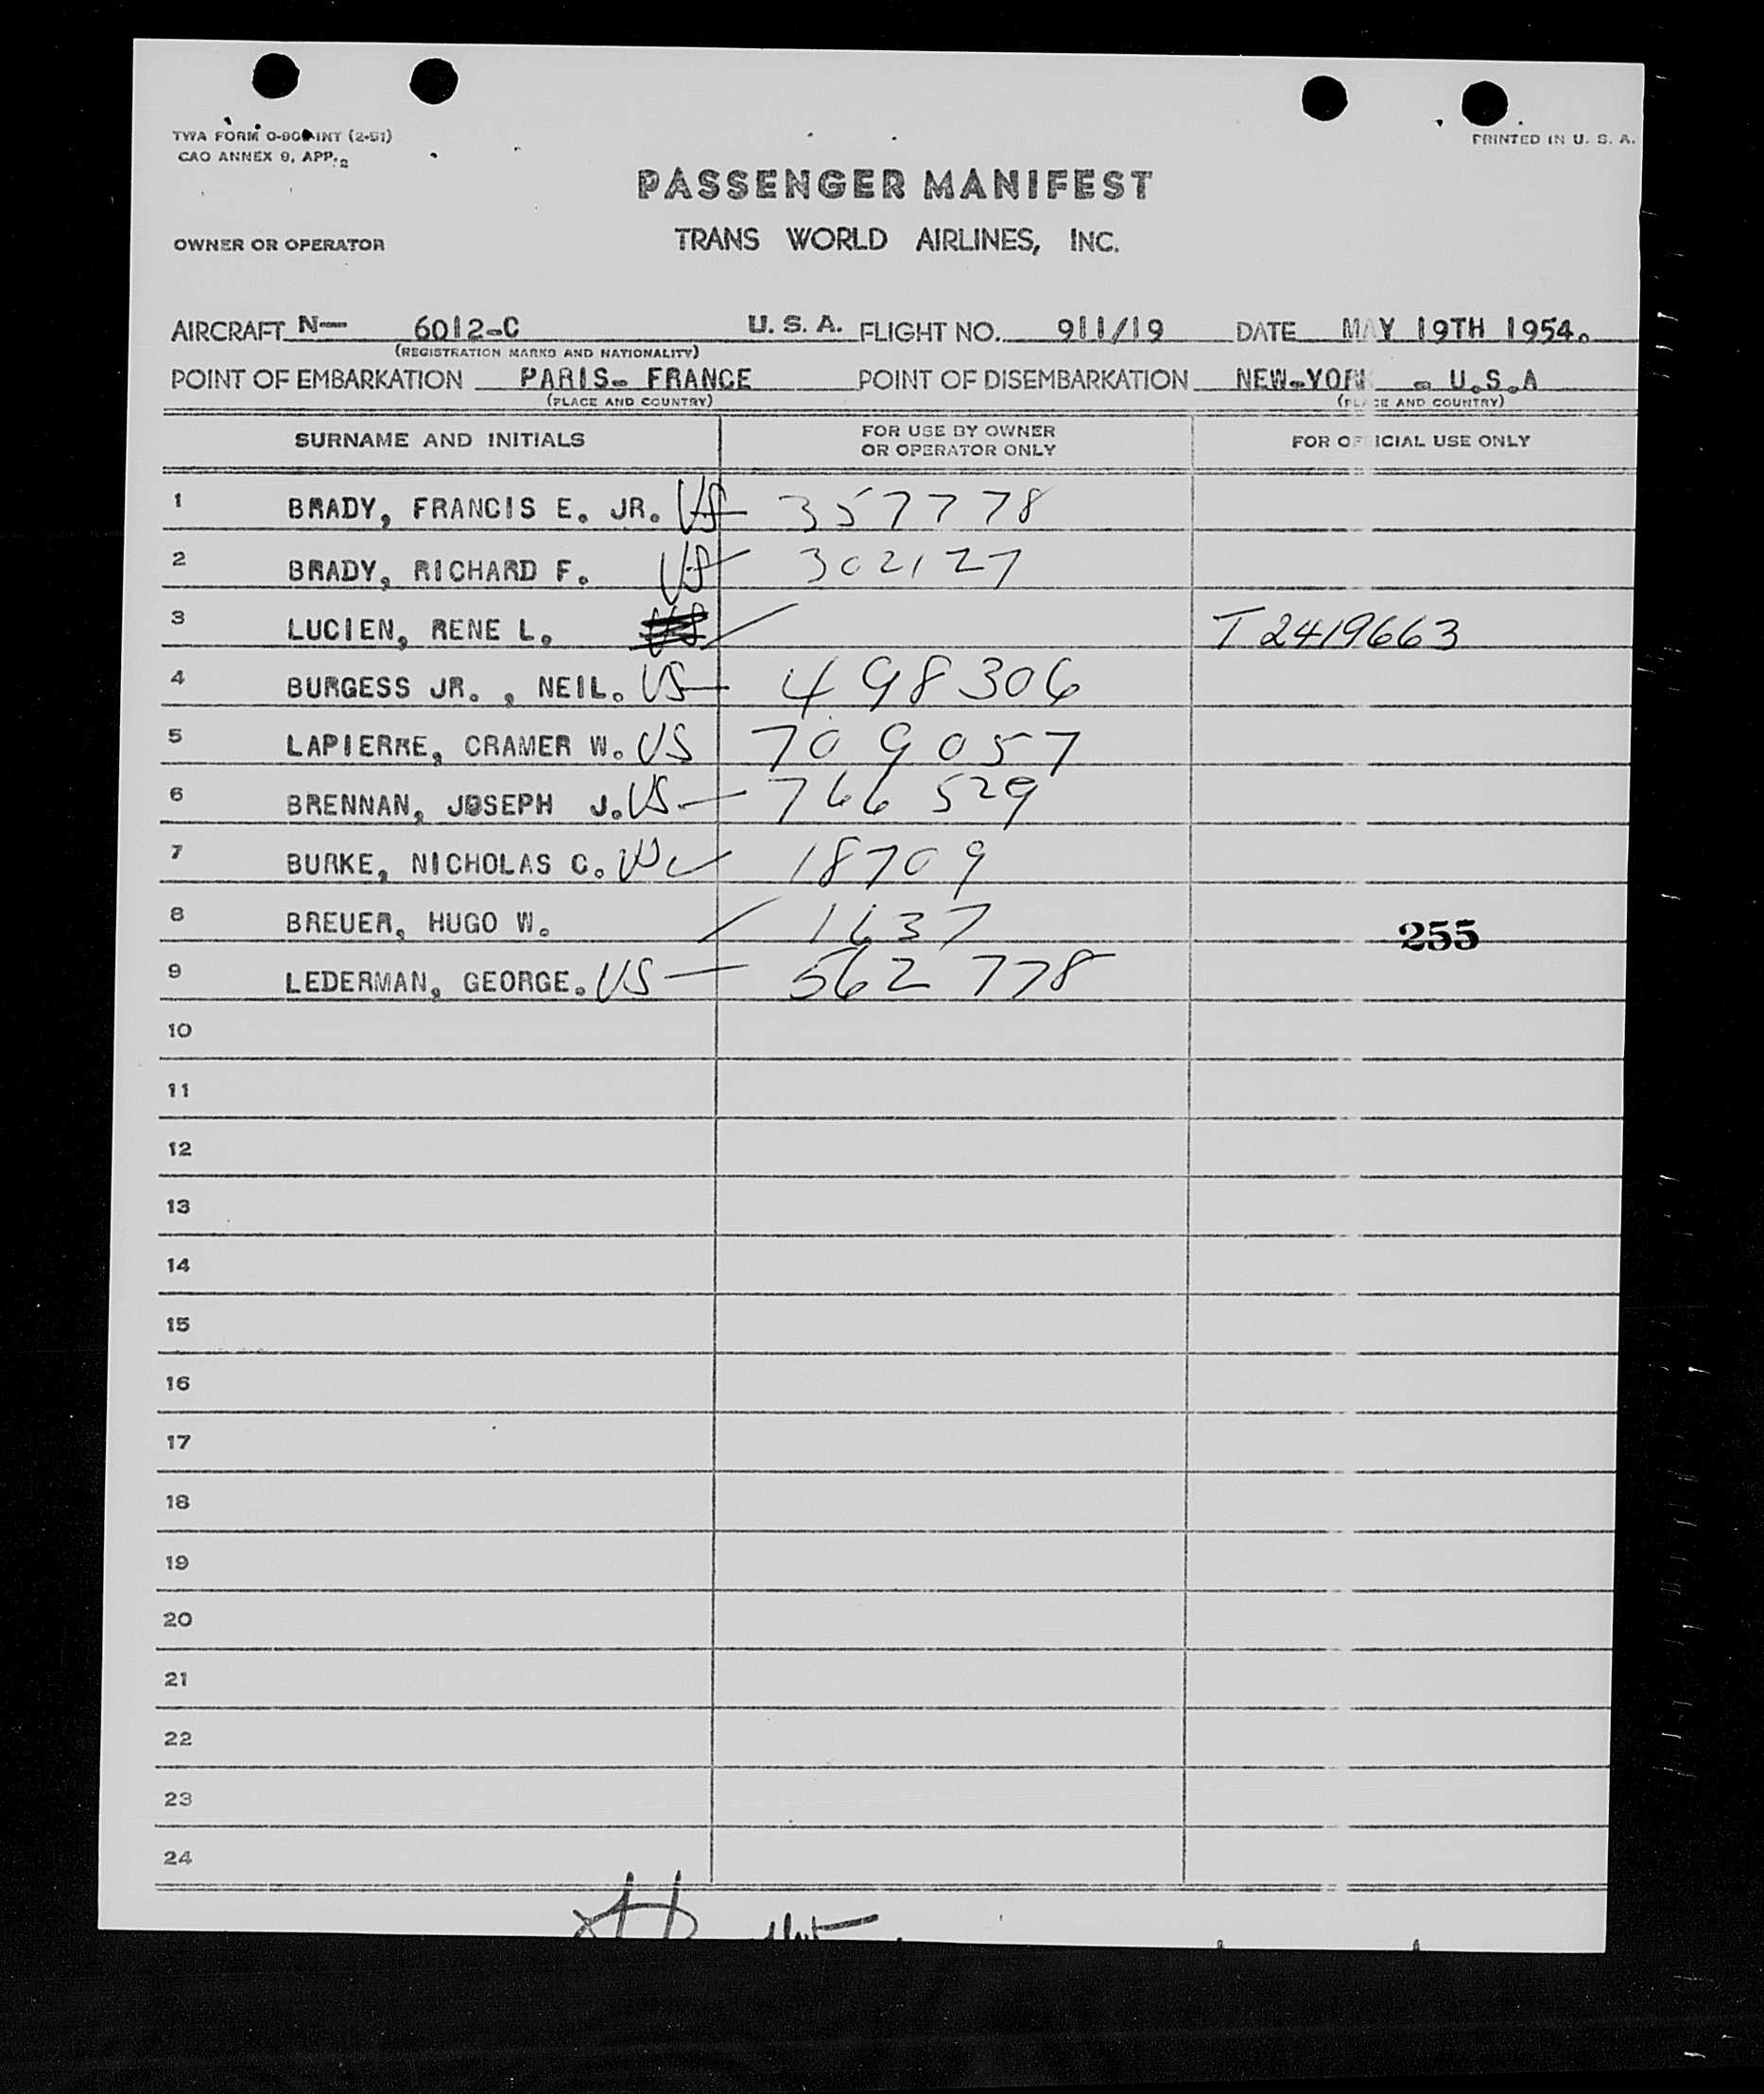 TWA FORM O-90 INT (2-51)
CAO ANNEX 9, APP. 2
PRINTED IN U. S. A.
PASSENGER MANIFEST
OWNER OR OPERATOR TRANS WORLD AIRLINES, INC.
AIRCRAFT N— 6012-C U. S. A. FLIGHT NO. 911/19 DATE MAY 19TH 1954.
(REGISTRATION MARKS AND NATIONALITY)
POINT OF EMBARKATION PARIS- FRANCE POINT OF DISEMBARKATION NEW-YORK - U.S.A
(PLACE AND COUNTRY) (PLACE AND COUNTRY)
SURNAME AND INITIALS FOR USE BY OWNER OR OPERATOR ONLY FOR OFFICIAL USE ONLY
1 BRADY, FRANCIS E. JR. US 357778
2 BRADY, RICHARD F. US 302127
3 LUCIEN, RENE L. T2419663
4 BURGESS JR. , NEIL. US 498306
5 LAPIERRE, CRAMER W. US 709057
6 BRENNAN, JOSEPH J. US 766 529
7 BURKE, NICHOLAS C. 18709
8 BREUER, HUGO W. 1637 255
9 LEDERMAN, GEORGE. US 562 778
10
11
12
13
14
15
16
17
18
19
20
21
22
23
24